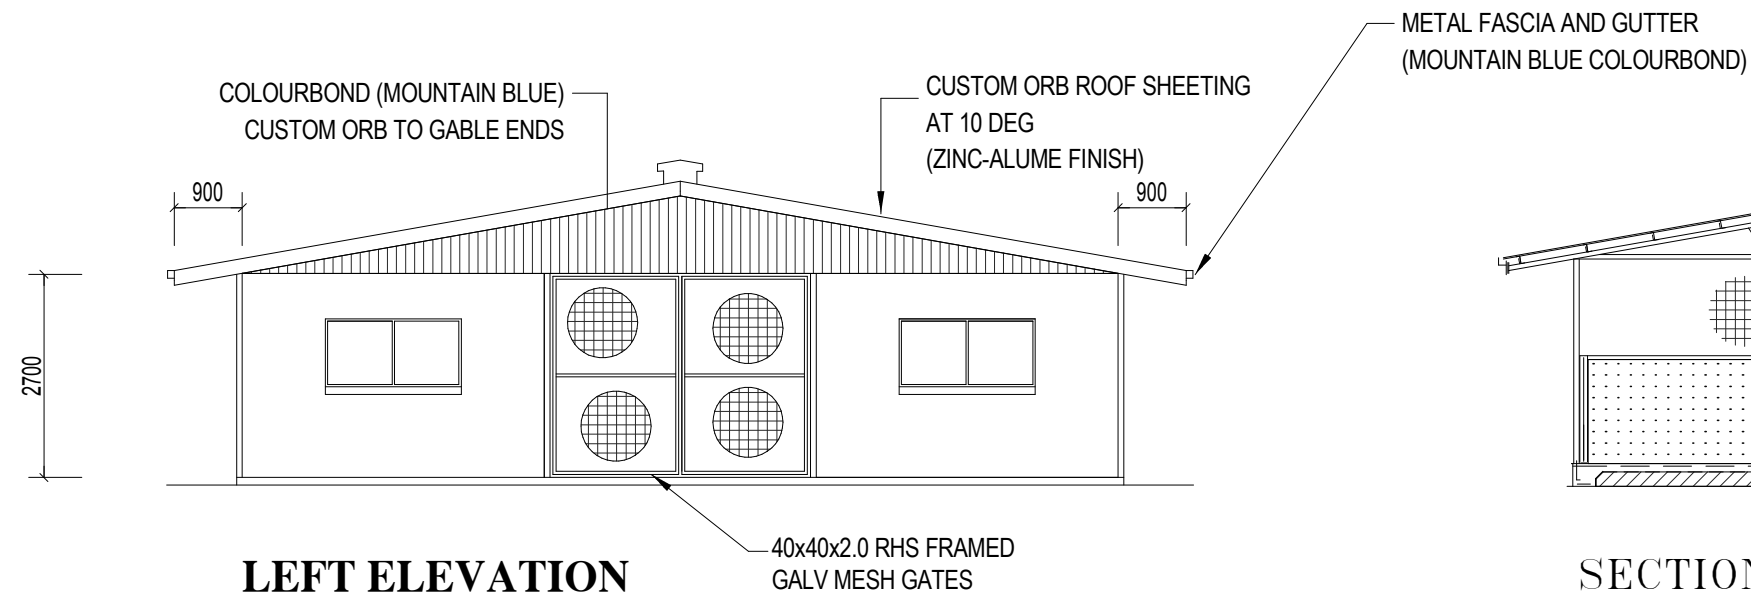 METAL FASCIA AND GUTTER
(MOUNTAIN BLUE COLOURBOND)
COLOURBOND (MOUNTAIN BLUE)
CUSTOM ORB TO GABLE ENDS
CUSTOM ORB ROOF SHEETING
AT 10 DEG
(ZINC-ALUME FINISH)
900
900
2700
40x40x2.0 RHS FRAMED
GALV MESH GATES
LEFT ELEVATION
SECTION